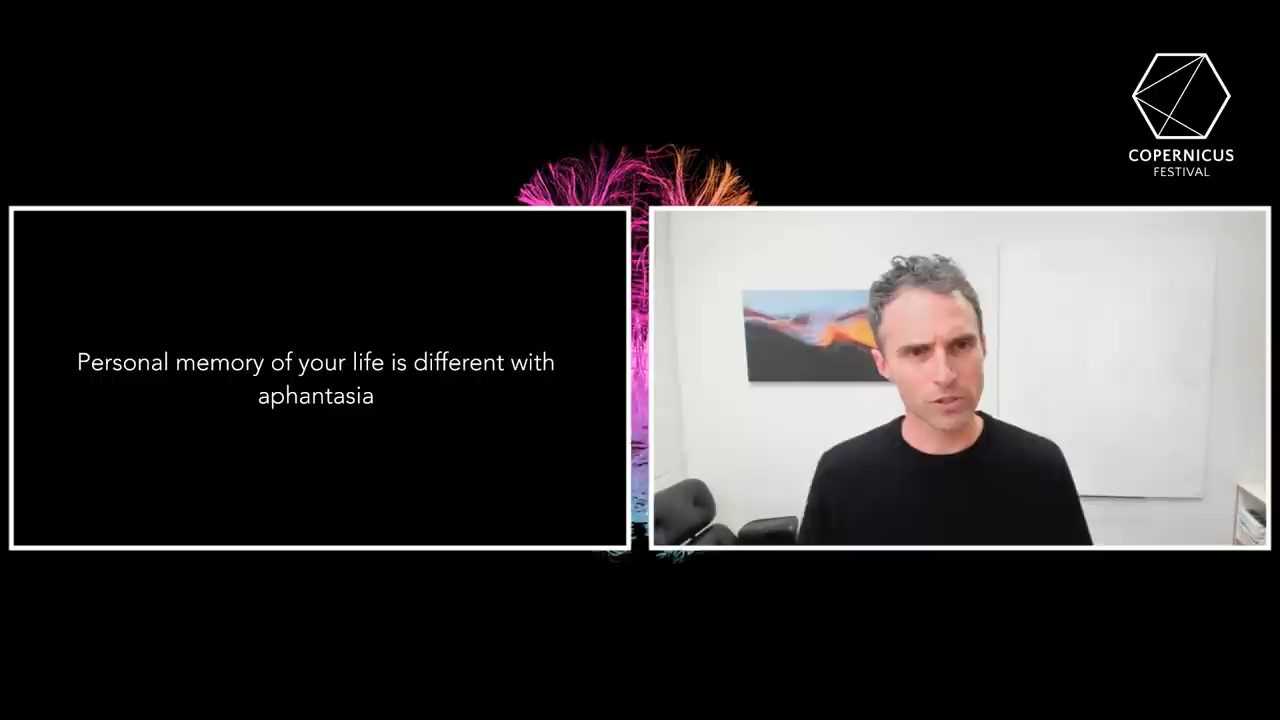 COPERNICUS
FESTIVAL
Personal memory of your life is different with
aphantasia